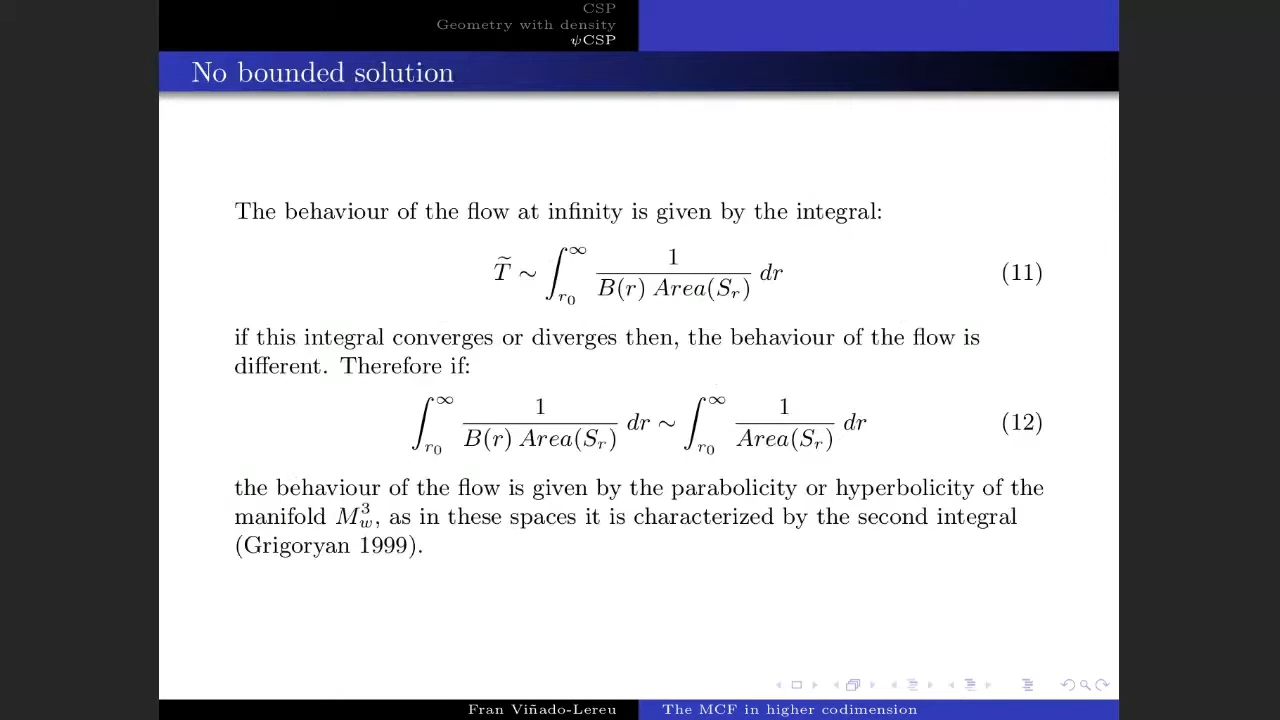 CSP
Geometry with density
ψCSP
No bounded solution
The behaviour of the flow at infinity is given by the integral:
T̃ ∼ ∫_{r₀}^{∞} 1 / (B(r) Area(S_r)) dr (11)
if this integral converges or diverges then, the behaviour of the flow is
different. Therefore if:
∫_{r₀}^{∞} 1 / (B(r) Area(S_r)) dr ∼ ∫_{r₀}^{∞} 1 / Area(S_r) dr (12)
the behaviour of the flow is given by the parabolicity or hyperbolicity of the
manifold M_w^3, as in these spaces it is characterized by the second integral
(Grigoryan 1999).
Fran Viñado-Lereu The MCF in higher codimension